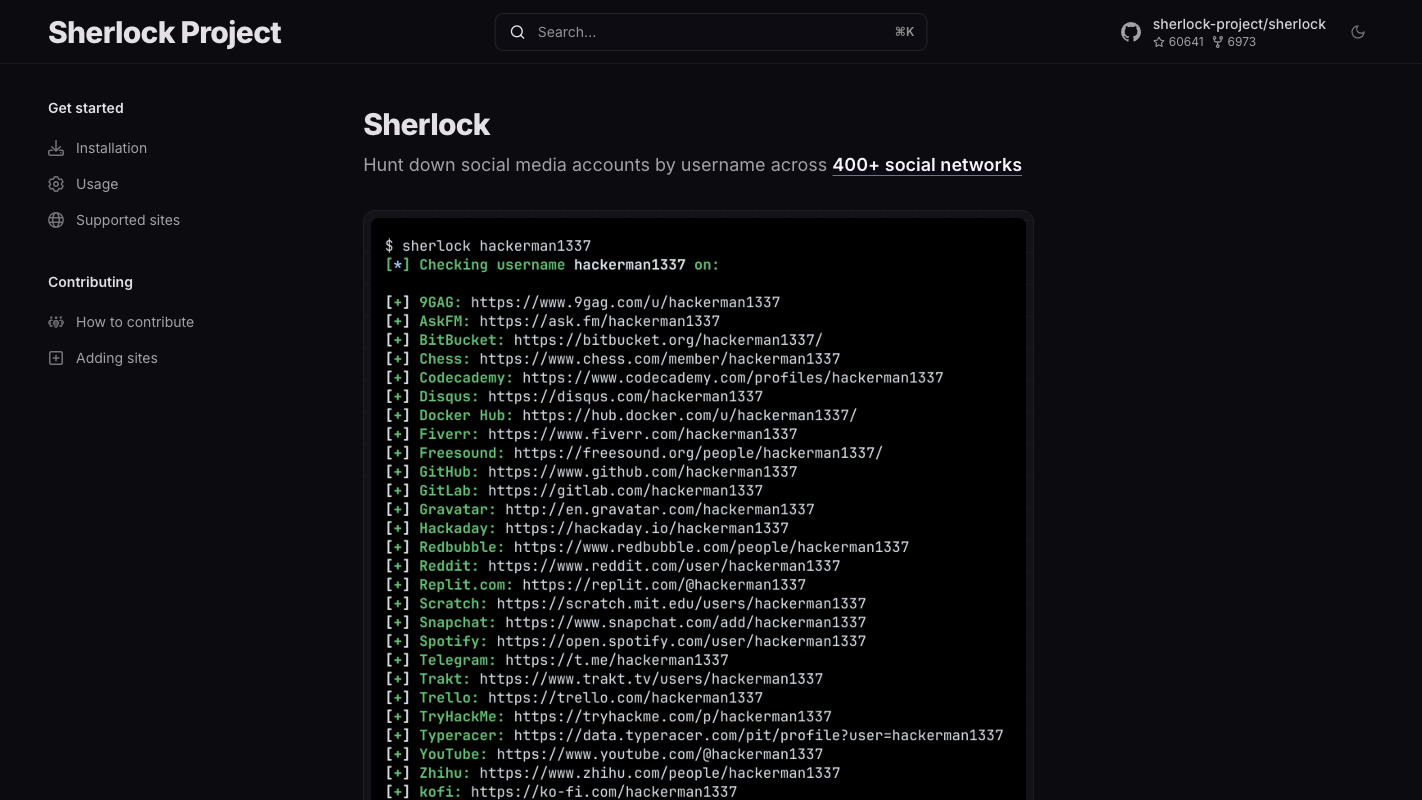 Sherlock Project
Search...
⌘K
sherlock-project/sherlock
60641 6973
Get started
Installation
Usage
Supported sites
Contributing
How to contribute
Adding sites
Sherlock
Hunt down social media accounts by username across 400+ social networks
$ sherlock hackerman1337
[*] Checking username hackerman1337 on:
[+] 9GAG: https://www.9gag.com/u/hackerman1337
[+] AskFM: https://ask.fm/hackerman1337
[+] BitBucket: https://bitbucket.org/hackerman1337/
[+] Chess: https://www.chess.com/member/hackerman1337
[+] Codecademy: https://www.codecademy.com/profiles/hackerman1337
[+] Disqus: https://disqus.com/hackerman1337
[+] Docker Hub: https://hub.docker.com/u/hackerman1337/
[+] Fiverr: https://www.fiverr.com/hackerman1337
[+] Freesound: https://freesound.org/people/hackerman1337/
[+] GitHub: https://www.github.com/hackerman1337
[+] GitLab: https://gitlab.com/hackerman1337
[+] Gravatar: http://en.gravatar.com/hackerman1337
[+] Hackaday: https://hackaday.io/hackerman1337
[+] Redbubble: https://www.redbubble.com/people/hackerman1337
[+] Reddit: https://www.reddit.com/user/hackerman1337
[+] Replit.com: https://replit.com/@hackerman1337
[+] Scratch: https://scratch.mit.edu/users/hackerman1337
[+] Snapchat: https://www.snapchat.com/add/hackerman1337
[+] Spotify: https://open.spotify.com/user/hackerman1337
[+] Telegram: https://t.me/hackerman1337
[+] Trakt: https://www.trakt.tv/users/hackerman1337
[+] Trello: https://trello.com/hackerman1337
[+] TryHackMe: https://tryhackme.com/p/hackerman1337
[+] Typeracer: https://data.typeracer.com/pit/profile?user=hackerman1337
[+] YouTube: https://www.youtube.com/@hackerman1337
[+] Zhihu: https://www.zhihu.com/people/hackerman1337
[+] kofi: https://ko-fi.com/hackerman1337